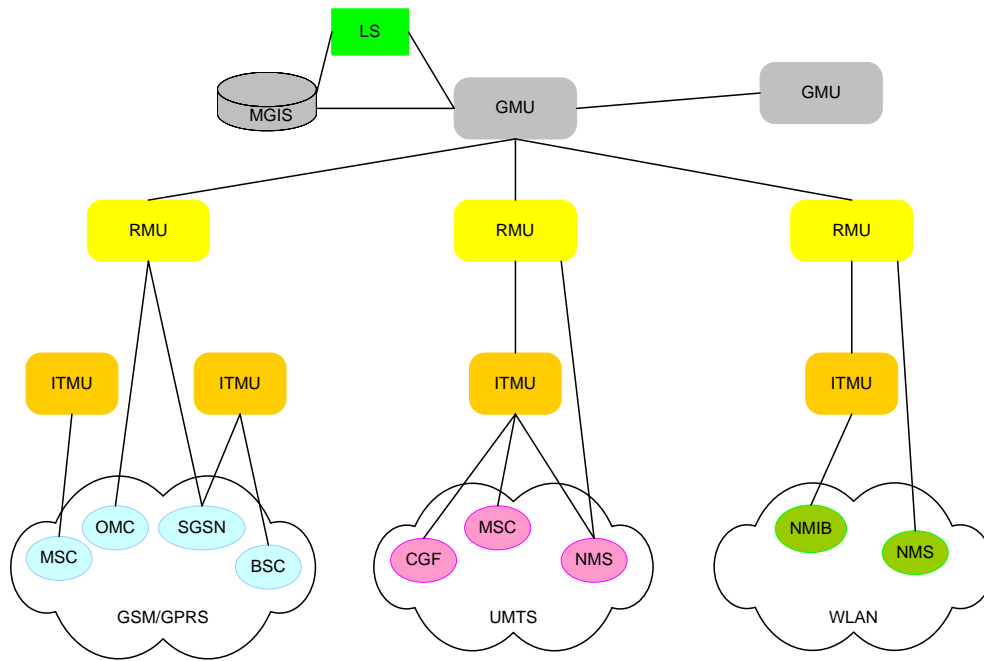 LS
MGIS
GMU
GMU
RMU
RMU
RMU
ITMU
ITMU
ITMU
ITMU
OMC
SGSN
MSC
BSC
GSM/GPRS
MSC
CGF
NMS
UMTS
NMIB
NMS
WLAN